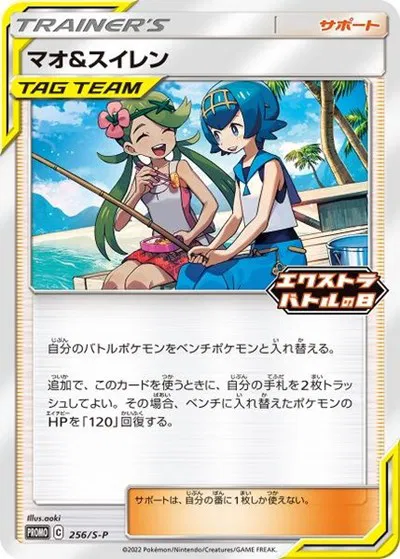 TRAINER'S
サポート
マオ&スイレン
TAG TEAM
エクストラ
バトルの日
自分のバトルポケモンをベンチポケモンと入れ替える。
追加で、このカードを使うときに、自分の手札を2枚トラッ
シュしてよい。その場合、ベンチに入れ替えたポケモンの
HPを「120」回復する。
サポートは、自分の番に1枚しか使えない。
Illus.aoki
PROMO C 256/S-P
©2022 Pokémon/Nintendo/Creatures/GAME FREAK.